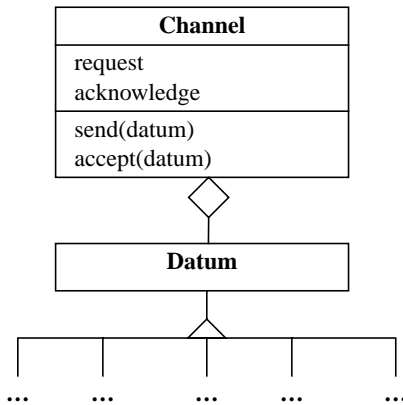 Channel
request
acknowledge
send(datum)
accept(datum)
Datum
... ... ... ... ...